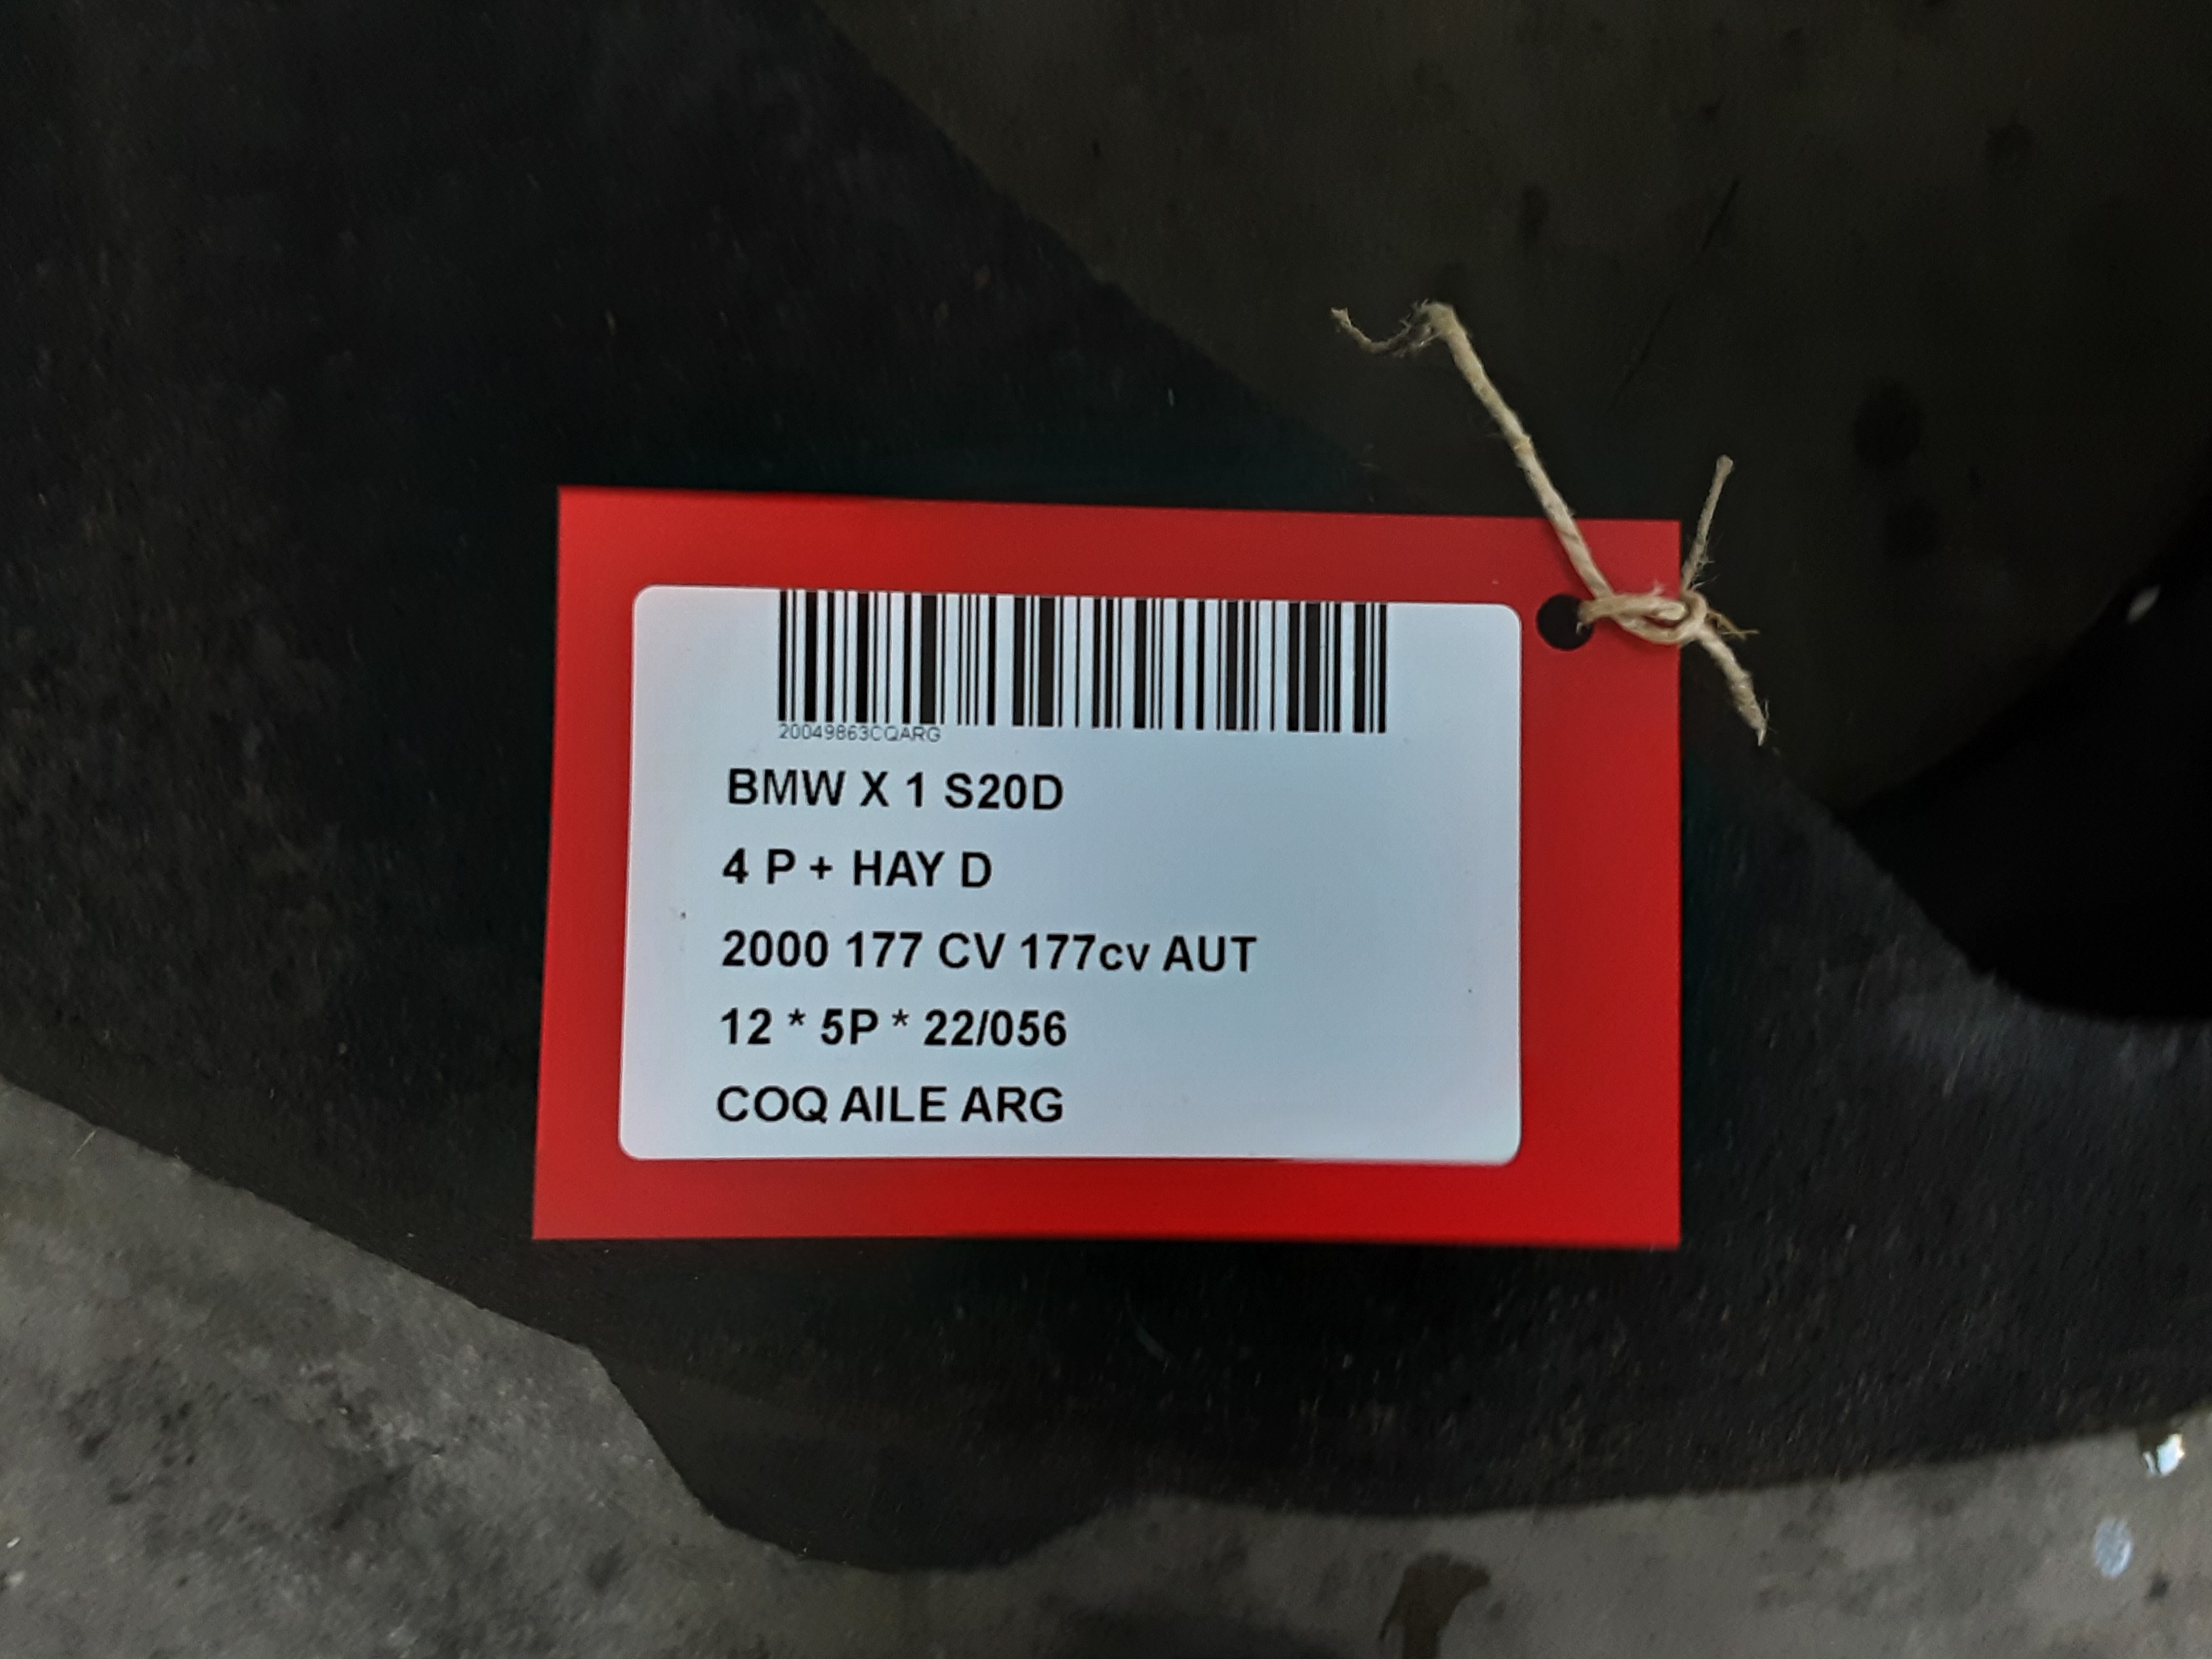 20049863CQARG
BMW X 1 S20D
4 P + HAY D
2000 177 CV 177cv AUT
12 * 5P * 22/056
COQ AILE ARG